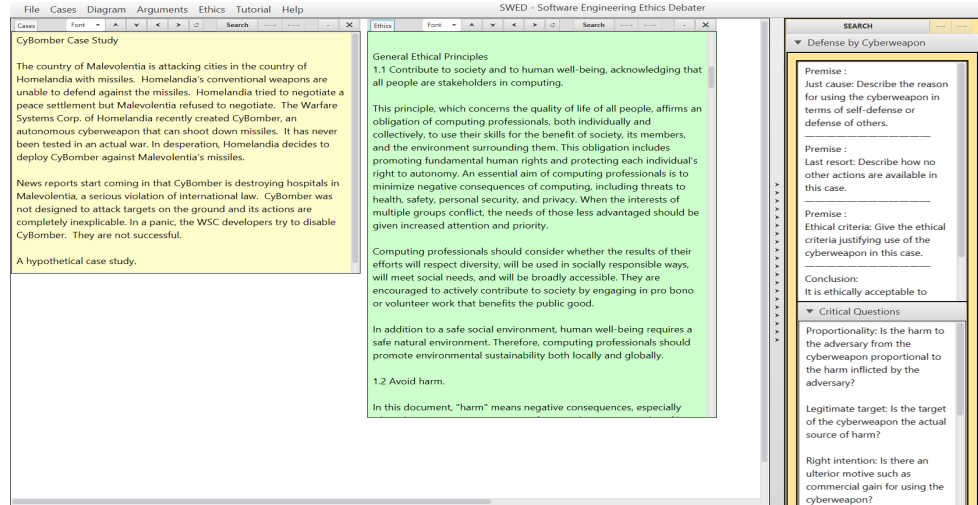 SWED - Software Engineering Ethics Debater
File Cases Diagram Arguments Ethics Tutorial Help
Cases Font Search - X
CyBomber Case Study
The country of Malevolentia is attacking cities in the country of
Homelandia with missiles. Homelandia's conventional weapons are
unable to defend against the missiles. Homelandia tried to negotiate a
peace settlement but Malevolentia refused to negotiate. The Warfare
Systems Corp. of Homelandia recently created CyBomber, an
autonomous cyberweapon that can shoot down missiles. It has never
been tested in an actual war. In desperation, Homelandia decides to
deploy CyBomber against Malevolentia's missiles.
News reports start coming in that CyBomber is destroying hospitals in
Malevolentia, a serious violation of international law. CyBomber was
not designed to attack targets on the ground and its actions are
completely inexplicable. In a panic, the WSC developers try to disable
CyBomber. They are not successful.
A hypothetical case study.
Ethics Font Search - X
General Ethical Principles
1.1 Contribute to society and to human well-being, acknowledging that
all people are stakeholders in computing.
This principle, which concerns the quality of life of all people, affirms an
obligation of computing professionals, both individually and
collectively, to use their skills for the benefit of society, its members,
and the environment surrounding them. This obligation includes
promoting fundamental human rights and protecting each individual's
right to autonomy. An essential aim of computing professionals is to
minimize negative consequences of computing, including threats to
health, safety, personal security, and privacy. When the interests of
multiple groups conflict, the needs of those less advantaged should be
given increased attention and priority.
Computing professionals should consider whether the results of their
efforts will respect diversity, will be used in socially responsible ways,
will meet social needs, and will be broadly accessible. They are
encouraged to actively contribute to society by engaging in pro bono
or volunteer work that benefits the public good.
In addition to a safe social environment, human well-being requires a
safe natural environment. Therefore, computing professionals should
promote environmental sustainability both locally and globally.
1.2 Avoid harm.
In this document, "harm" means negative consequences, especially
SEARCH
Defense by Cyberweapon
Premise :
Just cause: Describe the reason
for using the cyberweapon in
terms of self-defense or
defense of others.
Premise :
Last resort: Describe how no
other actions are available in
this case.
Premise :
Ethical criteria: Give the ethical
criteria justifying use of the
cyberweapon in this case.
Conclusion:
It is ethically acceptable to
Critical Questions
Proportionality: Is the harm to
the adversary from the
cyberweapon proportional to
the harm inflicted by the
adversary?
Legitimate target: Is the target
of the cyberweapon the actual
source of harm?
Right intention: Is there an
ulterior motive such as
commercial gain for using the
cyberweapon?